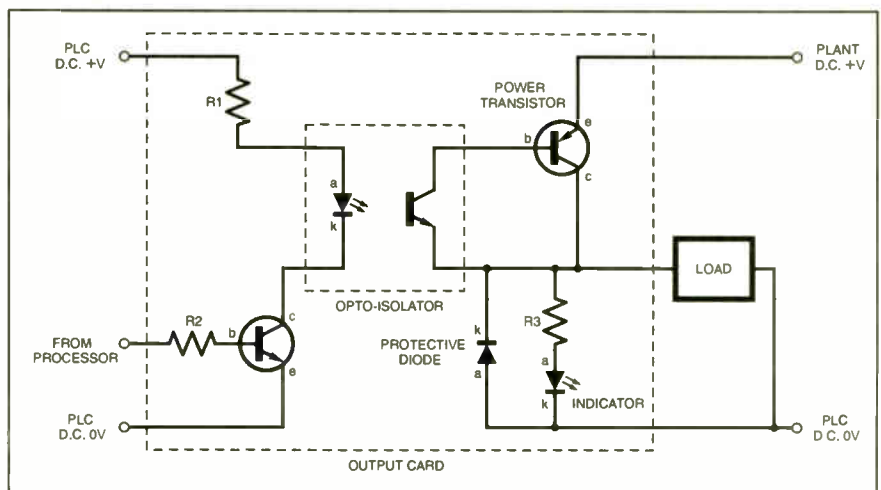 PLC
D.C. +V
R1
POWER
TRANSISTOR
PLANT
D.C. +V
e
b
c
a
k
OPTO-ISOLATOR
LOAD
FROM
PROCESSOR
R2
b
c
e
PROTECTIVE
DIODE
k
a
R3
a
k
INDICATOR
PLC
D.C. 0V
PLC
D.C. 0V
OUTPUT CARD